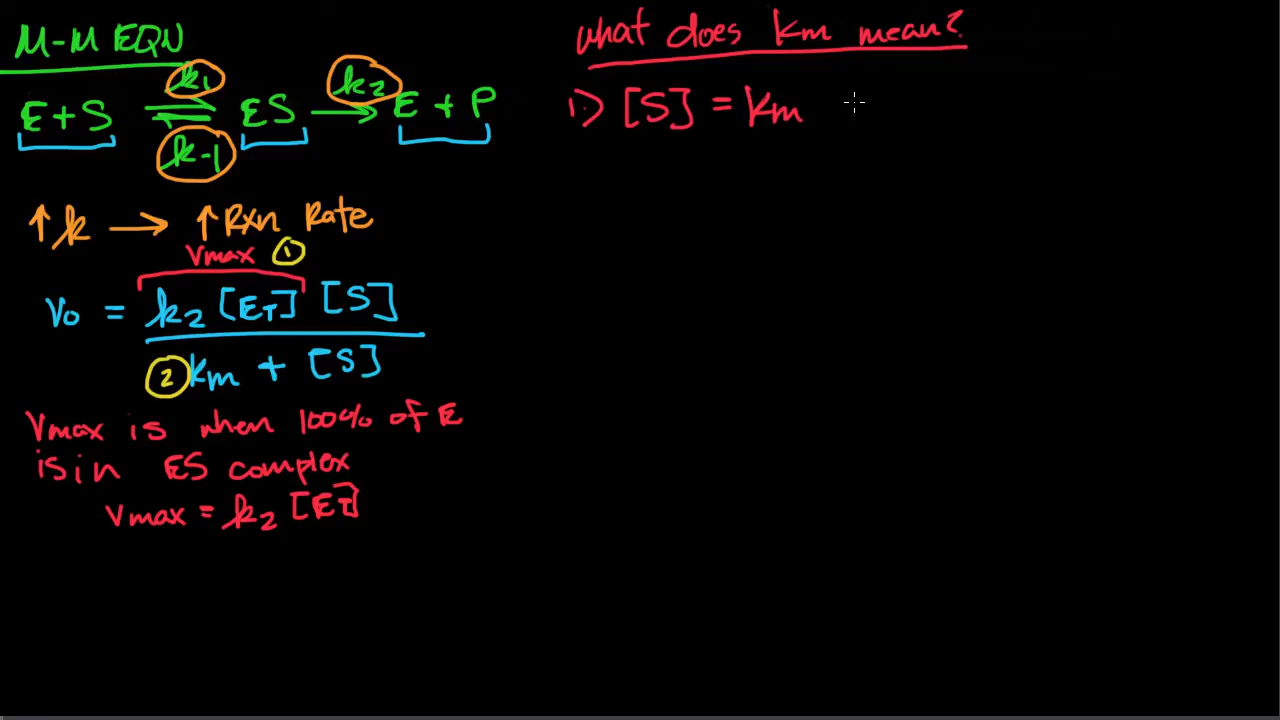 M-M EQN
E + S ⇌ ES → E + P
k1
k2
k-1
↑ k → ↑ Rxn Rate
Vmax ①
V0 = k2 [ET] [S]
② Km + [S]
Vmax is when 100% of E
is in ES complex
Vmax = k2 [ET]
what does Km mean?
1.) [S] = Km